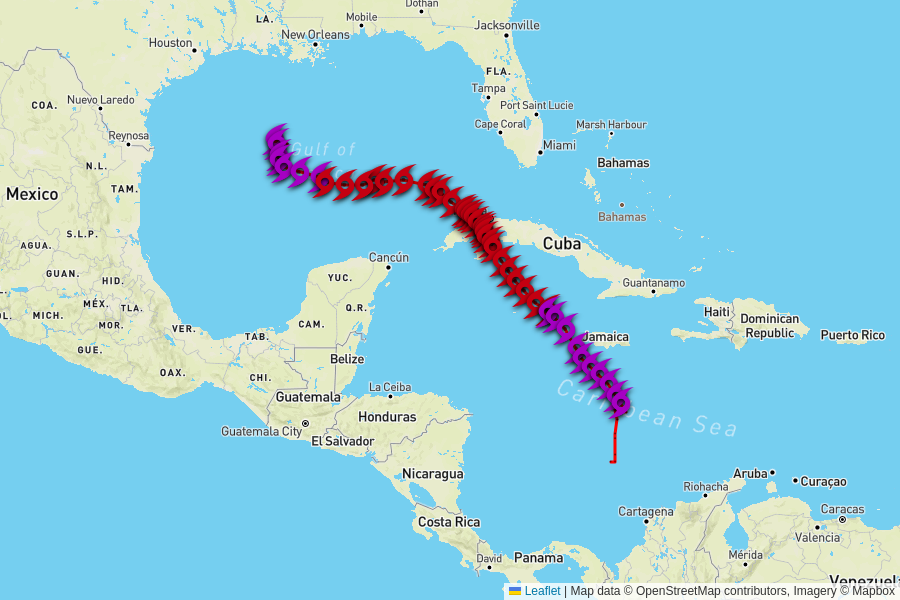 Dothan
LA.
Mobile
Jacksonville
New Orleans
Houston
FLA.
Tampa
COA.
Nuevo Laredo
Port Saint Lucie
Cape Coral
Marsh Harbour
Reynosa
Miami
Gulf of
Bahamas
N.L.
Mexico
TAM.
Bahamas
S.L.P.
Cuba
AGUA.
Cancún
GUAN.
HID.
YUC.
Guantanamo
MÉX.
TLA.
Q.R.
Haiti
MICH.
MOR.
VER.
CAM.
Dominican
Republic
Puerto Rico
TAB.
Jamaica
GUE.
Belize
OAX.
CHI.
La Ceiba
Guatemala
Caribbean Sea
Honduras
Guatemala City
El Salvador
Nicaragua
Aruba
Curaçao
Riohacha
Cartagena
Caracas
Costa Rica
Valencia
David
Panama
Mérida
Venezuel
Leaflet | Map data © OpenStreetMap contributors, Imagery © Mapbox